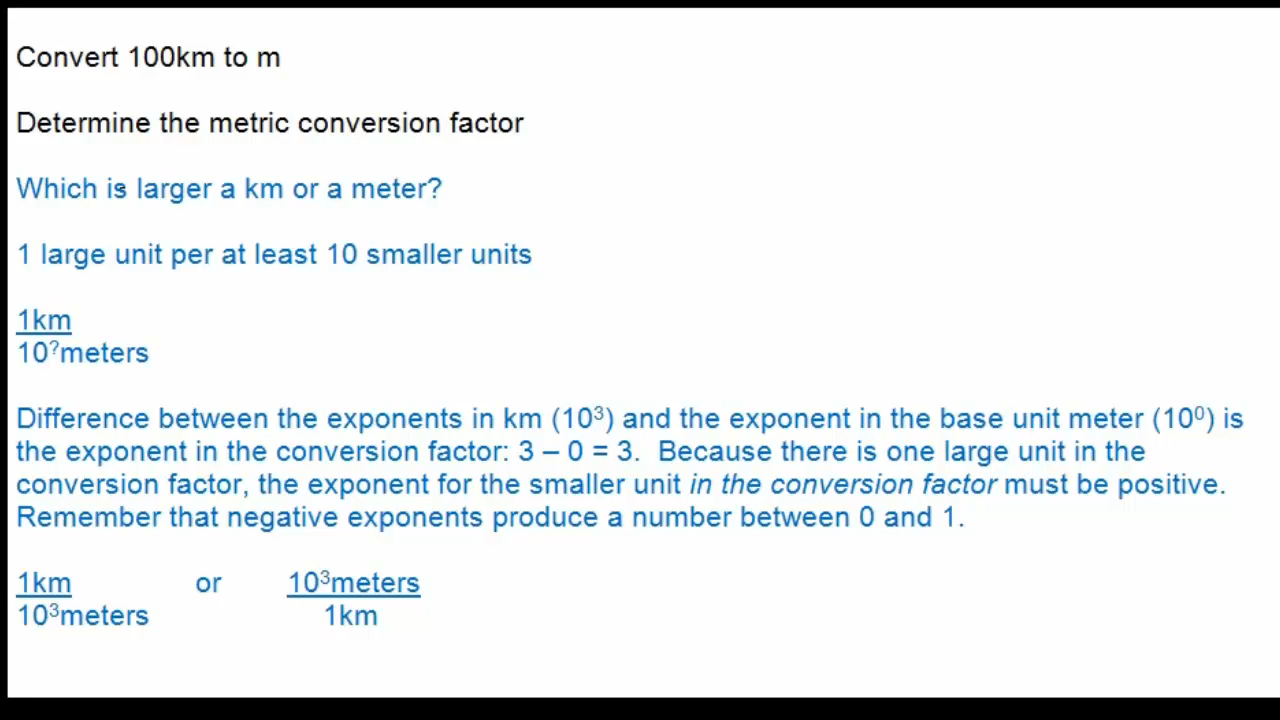 Convert 100km to m
Determine the metric conversion factor
Which is larger a km or a meter?
1 large unit per at least 10 smaller units
1km
10?meters
Difference between the exponents in km (10³) and the exponent in the base unit meter (10⁰) is
the exponent in the conversion factor: 3 – 0 = 3. Because there is one large unit in the
conversion factor, the exponent for the smaller unit in the conversion factor must be positive.
Remember that negative exponents produce a number between 0 and 1.
1km or 10³meters
10³meters 1km